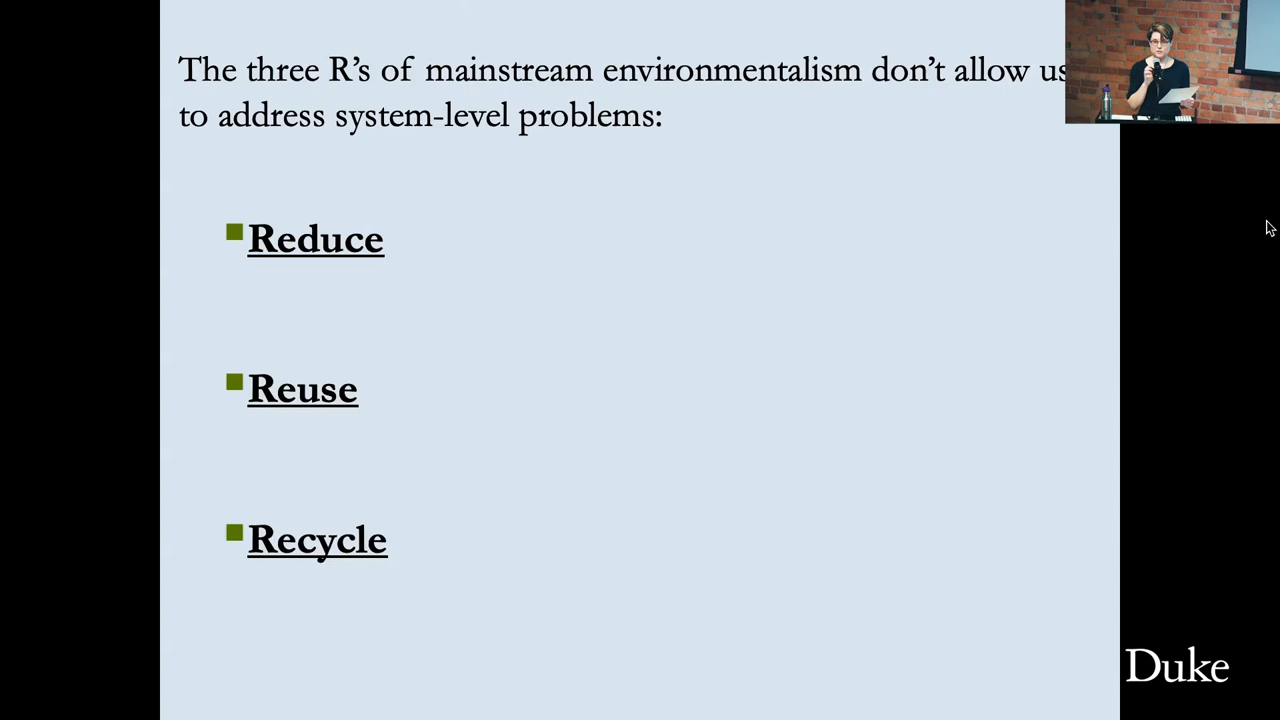 The three R’s of mainstream environmentalism don’t allow us
to address system-level problems:
Reduce
Reuse
Recycle
Duke